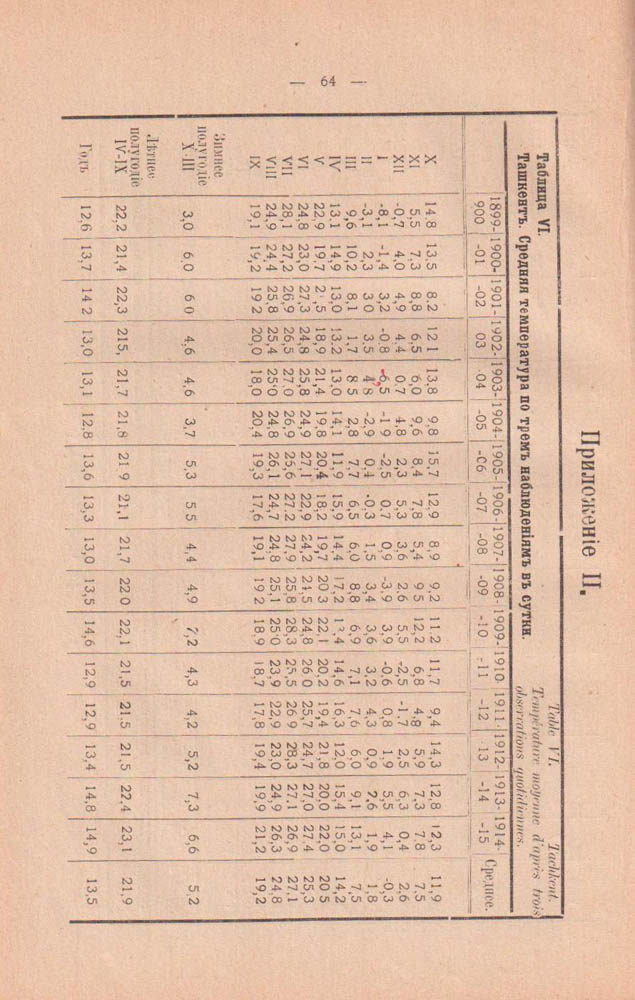 — 64 —
Приложеніе II.
Таблица VI. Table VI. Tachkent.
Ташкентъ. Средняя температура по тремъ наблюденіямъ въ сутки. Température moyenne d'après trois
observations quotidiennes.
1899- 1900- 1901- 1902- 1903- 1904- 1905- 1906- 1907- 1908- 1909- 1910 1911- 1912- 1913- 1914- Среднее.
900 -01 -02 03 04 -05 -06 -07 -08 -09 -10 -11 -12 13 -14 -15
X 14.8 13.5 8.2 12 1 13.8 9,8 15,7 12,9 8,9 9,2 11 2 11,7 9,4 14,3 12,8 12,3 11,9
XI 5,5 7,3 8,8 6,5 6,0 9,6 8,4 7,8 5,4 9 5 12,2 6,8 4,8 5,9 7,3 7,8 7,5
XII -0,7 4,0 4,9 4,4 0,7 4,8 2,3 5,3 3,6 2,6 5,5 -2,5 -1,7 2,5 6,3 0,4 2,6
I -8,1 -1,4 3,2 -0,8 -6,5 -1 9 -2,5 0,7 0,9 -3,9 3,9 -0,6 0,8 1,9 5,5 4,1 -0,3
II -3,1 2,3 3 0 3,5 4,8 -2,9 0,4 -0,3 1,5 3,4 3,6 3,2 4,3 0,9 2,6 1,9 1,8
III 9,6 10,2 8,1 1,7 8 5 2,8 7,7 6,5 6,0 8,8 6,9 7,1 7,6 6,0 9,1 13,1 7,5
IV 13,1 14,9 13,0 13,2 13,0 14,1 11,9 15,9 14,4 14,6 16,3 12,0 15,4 15,0 14,2
V 22,9 19,7 18,9 21,4 19,8 20,4 18,2 19,7 20,3 22,1 20,2 19,4 21,8 20,0 22,0 20,5
VI 24,8 23,0 27,3 24,8 25,8 24,9 27,1 22,9 24,2 24,8 26 0 25,7 24,7 27,0 27,4 25,3
VII 28,1 27,2 26,9 26,5 27,0 26,9 25,6 27,2 27,9 25,8 28,3 25,5 26 9 28,3 27.1 26,9 27,1
VIII 24,9 24,4 25,8 25,4 25,0 24,8 26,1 24,7 24,8 25,1 25,0 23,9 22,9 23,0 24,9 26,3 24,8
IX 19,1 19,2 19 2 20,0 18,0 20,4 19,3 17,6 19,1 19 2 18,9 18,7 17,8 19,4 19,9 21,2 19,2
Зимнее
полугодіе
X-III 3,0 6,0 6 0 4,6 4,6 3,7 5,3 5 5 4,4 4,9 7,2 4,3 4,2 5,2 7,3 6,6 5,2
Лѣтнее
полугодіе
IV-IX 22,2 21,4 22,3 215, 21,7 21,8 21 9 21,1 21,7 22 0 22,1 21,5 21.5 21,5 22,4 23,1 21,9
Годъ 12,6 13,7 14 2 13,0 13,1 12,8 13,6 13,3 13,0 13,5 14,6 12,9 12,9 13,4 14,8 14,9 13,5